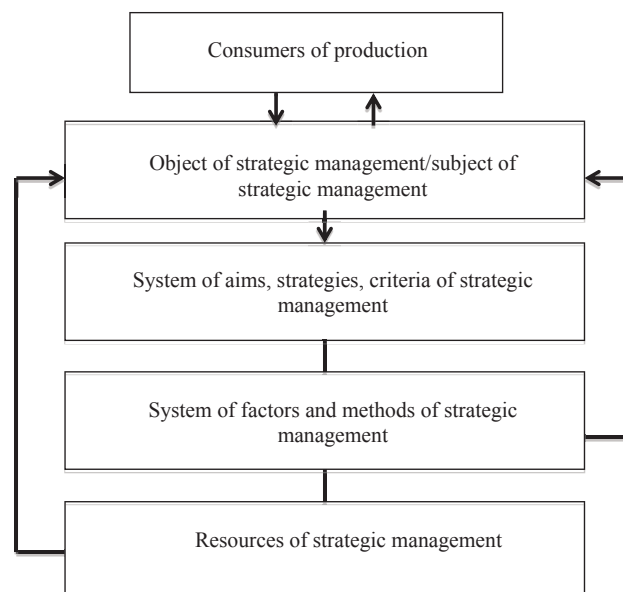 Consumers of production
Object of strategic management/subject of
strategic management
System of aims, strategies, criteria of strategic
management
System of factors and methods of strategic
management
Resources of strategic management